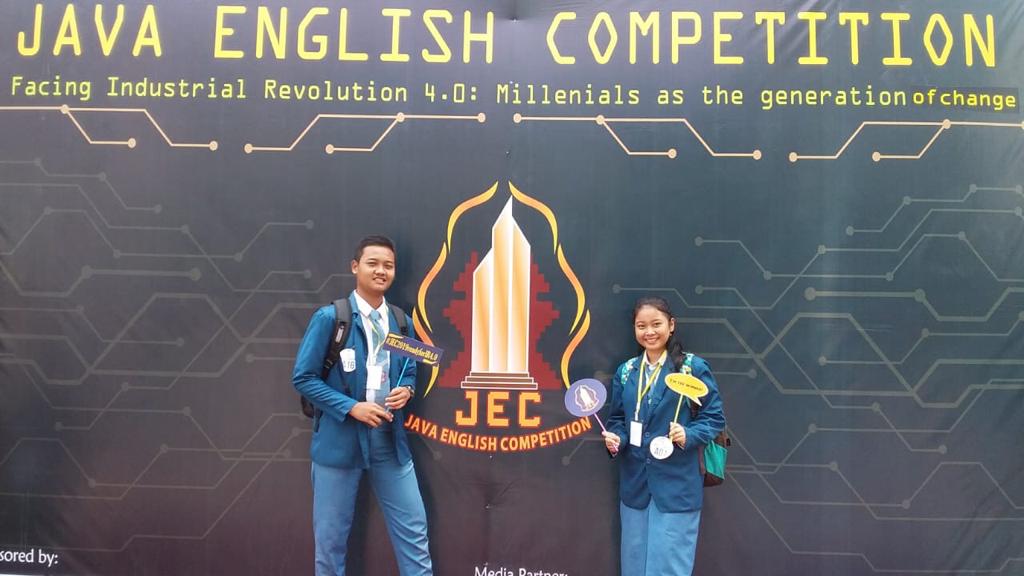 JAVA ENGLISH COMPETITION
Facing Industrial Revolution 4.0: Millenials as the generation of change
JEC
JAVA ENGLISH COMPETITION
sored by:
Media Partner: